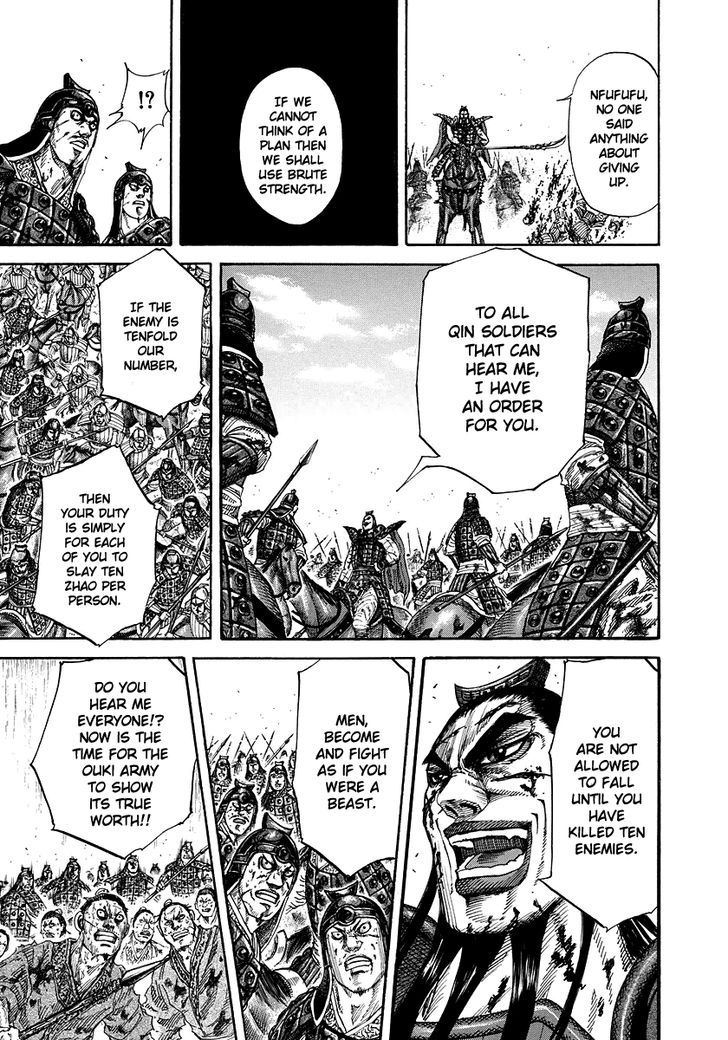 NFUFUFU,
NO ONE
SAID
ANYTHING
ABOUT
GIVING
UP.
IF WE
CANNOT
THINK OF A
PLAN THEN
WE SHALL
USE BRUTE
STRENGTH.
!?
TO ALL
QIN SOLDIERS
THAT CAN
HEAR ME,
I HAVE
AN ORDER
FOR YOU.
IF THE
ENEMY IS
TENFOLD
OUR
NUMBER,
THEN
YOUR DUTY
IS SIMPLY
FOR EACH
OF YOU TO
SLAY TEN
ZHAO PER
PERSON.
YOU
ARE NOT
ALLOWED
TO FALL
UNTIL YOU
HAVE
KILLED TEN
ENEMIES.
MEN,
BECOME
AND FIGHT
AS IF YOU
WERE A
BEAST.
DO YOU
HEAR ME
EVERYONE!?
NOW IS THE
TIME FOR THE
OUKI ARMY
TO SHOW
ITS TRUE
WORTH!!